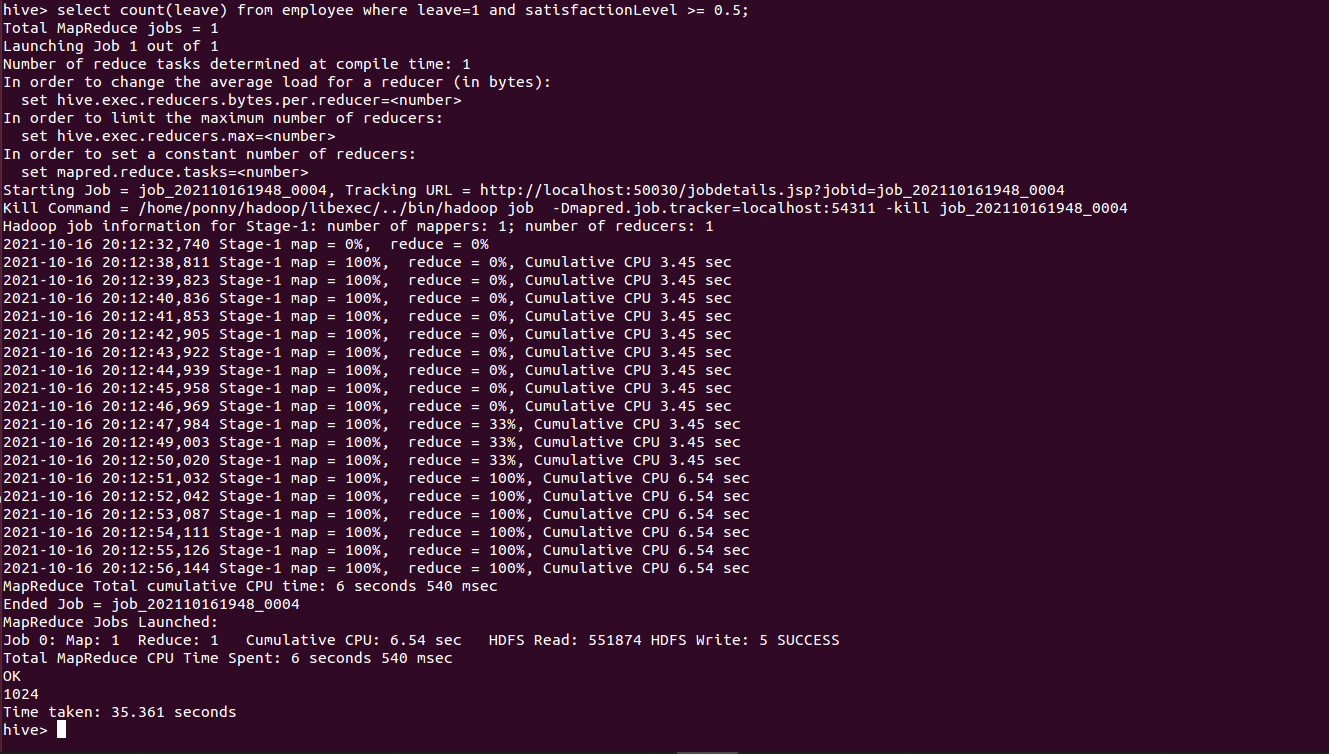 hive> select count(leave) from employee where leave=1 and satisfactionLevel >= 0.5;
Total MapReduce jobs = 1
Launching Job 1 out of 1
Number of reduce tasks determined at compile time: 1
In order to change the average load for a reducer (in bytes):
  set hive.exec.reducers.bytes.per.reducer=<number>
In order to limit the maximum number of reducers:
  set hive.exec.reducers.max=<number>
In order to set a constant number of reducers:
  set mapred.reduce.tasks=<number>
Starting Job = job_202110161948_0004, Tracking URL = http://localhost:50030/jobdetails.jsp?jobid=job_202110161948_0004
Kill Command = /home/ponny/hadoop/libexec/../bin/hadoop job  -Dmapred.job.tracker=localhost:54311 -kill job_202110161948_0004
Hadoop job information for Stage-1: number of mappers: 1; number of reducers: 1
2021-10-16 20:12:32,740 Stage-1 map = 0%,  reduce = 0%
2021-10-16 20:12:38,811 Stage-1 map = 100%,  reduce = 0%, Cumulative CPU 3.45 sec
2021-10-16 20:12:39,823 Stage-1 map = 100%,  reduce = 0%, Cumulative CPU 3.45 sec
2021-10-16 20:12:40,836 Stage-1 map = 100%,  reduce = 0%, Cumulative CPU 3.45 sec
2021-10-16 20:12:41,853 Stage-1 map = 100%,  reduce = 0%, Cumulative CPU 3.45 sec
2021-10-16 20:12:42,905 Stage-1 map = 100%,  reduce = 0%, Cumulative CPU 3.45 sec
2021-10-16 20:12:43,922 Stage-1 map = 100%,  reduce = 0%, Cumulative CPU 3.45 sec
2021-10-16 20:12:44,939 Stage-1 map = 100%,  reduce = 0%, Cumulative CPU 3.45 sec
2021-10-16 20:12:45,958 Stage-1 map = 100%,  reduce = 0%, Cumulative CPU 3.45 sec
2021-10-16 20:12:46,969 Stage-1 map = 100%,  reduce = 0%, Cumulative CPU 3.45 sec
2021-10-16 20:12:47,984 Stage-1 map = 100%,  reduce = 33%, Cumulative CPU 3.45 sec
2021-10-16 20:12:49,003 Stage-1 map = 100%,  reduce = 33%, Cumulative CPU 3.45 sec
2021-10-16 20:12:50,020 Stage-1 map = 100%,  reduce = 33%, Cumulative CPU 3.45 sec
2021-10-16 20:12:51,032 Stage-1 map = 100%,  reduce = 100%, Cumulative CPU 6.54 sec
2021-10-16 20:12:52,042 Stage-1 map = 100%,  reduce = 100%, Cumulative CPU 6.54 sec
2021-10-16 20:12:53,087 Stage-1 map = 100%,  reduce = 100%, Cumulative CPU 6.54 sec
2021-10-16 20:12:54,111 Stage-1 map = 100%,  reduce = 100%, Cumulative CPU 6.54 sec
2021-10-16 20:12:55,126 Stage-1 map = 100%,  reduce = 100%, Cumulative CPU 6.54 sec
2021-10-16 20:12:56,144 Stage-1 map = 100%,  reduce = 100%, Cumulative CPU 6.54 sec
MapReduce Total cumulative CPU time: 6 seconds 540 msec
Ended Job = job_202110161948_0004
MapReduce Jobs Launched:
Job 0: Map: 1  Reduce: 1   Cumulative CPU: 6.54 sec   HDFS Read: 551874 HDFS Write: 5 SUCCESS
Total MapReduce CPU Time Spent: 6 seconds 540 msec
OK
1024
Time taken: 35.361 seconds
hive>